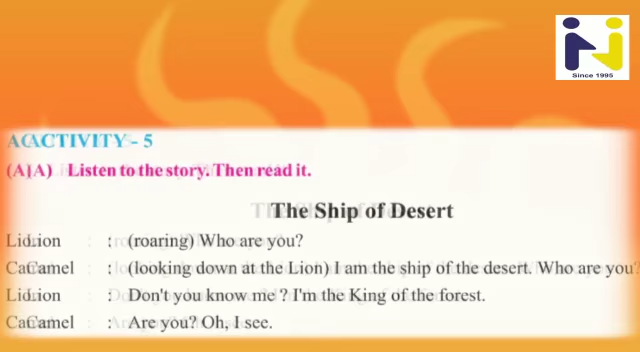 Since 1995
ACTIVITY - 5
(A) Listen to the story. Then read it.
The Ship of Desert
Lion : (roaring) Who are you?
Camel : (looking down at the Lion) I am the ship of the desert. Who are you?
Lion : Don't you know me ? I'm the King of the forest.
Camel : Are you? Oh, I see.